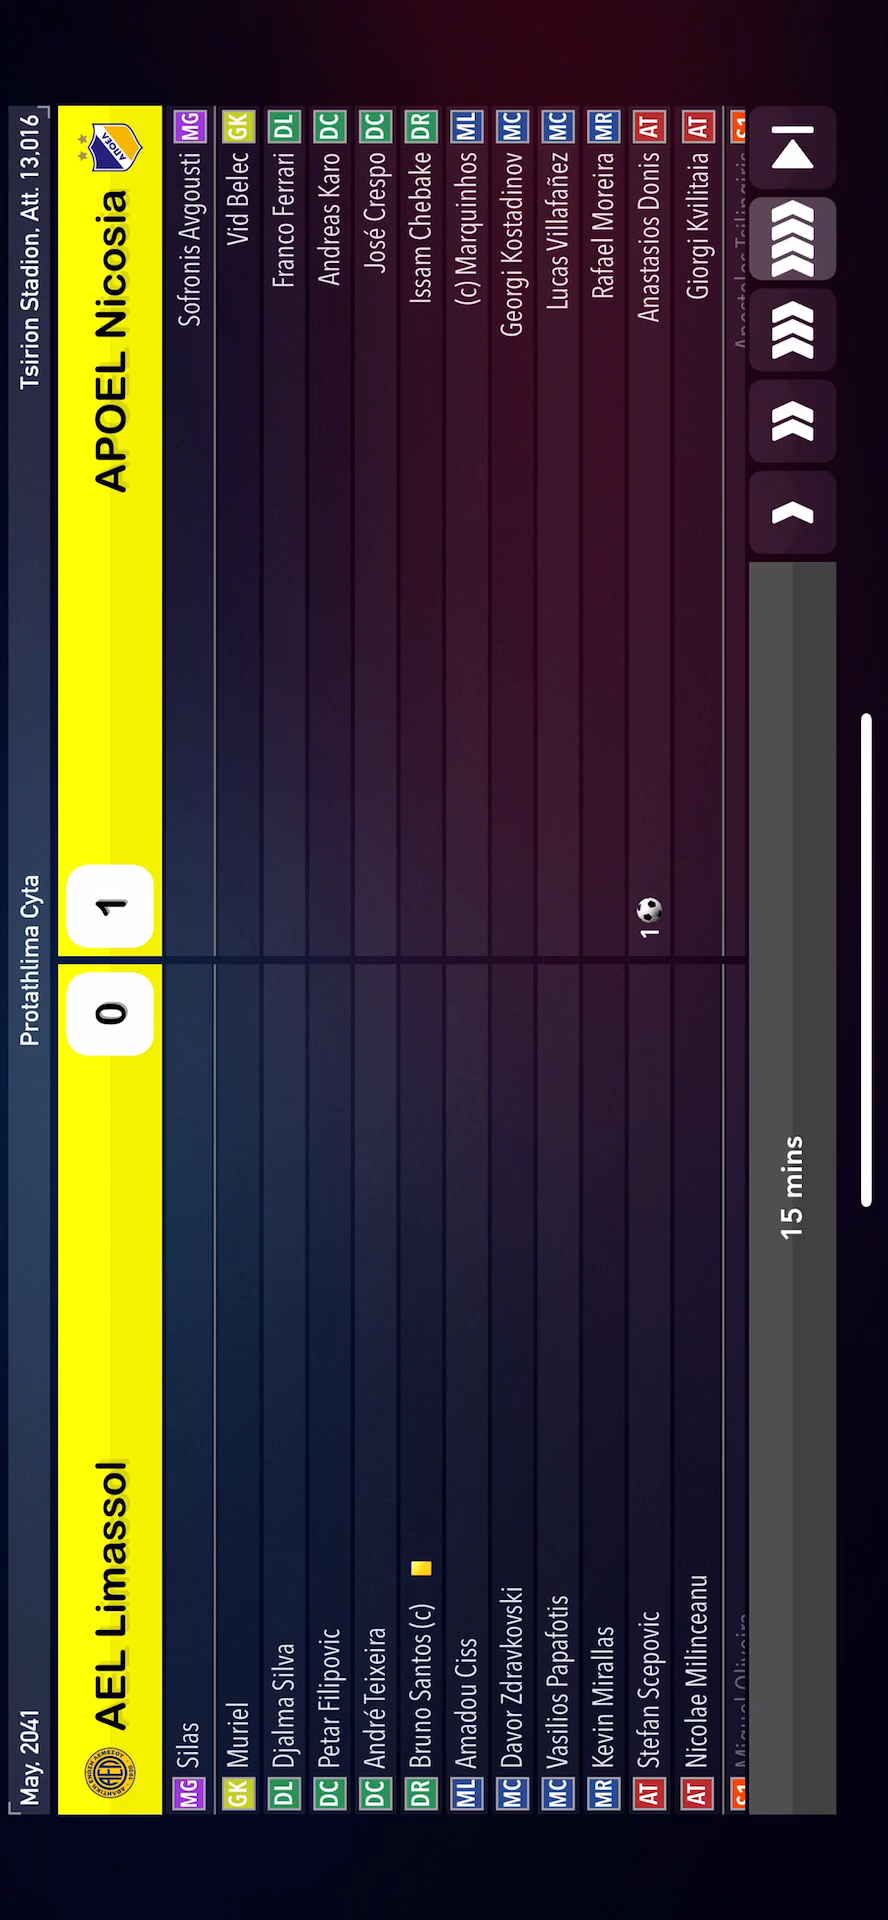 May, 2041 Protathlima Cyta Tsirion Stadion, Att. 13,016
AEL Limassol 0 1 APOEL Nicosia
MG Silas Sofronis Avgousti MG
GK Muriel Vid Belec GK
DL Djalma Silva Franco Ferrari DL
DC Petar Filipovic Andreas Karo DC
DC André Teixeira José Crespo DC
DR Bruno Santos (c) Issam Chebake DR
ML Amadou Ciss (c) Marquinhos ML
MC Davor Zdravkovski Georgi Kostadinov MC
MC Vasilios Papafotis Lucas Villafañez MC
MR Kevin Mirallas Rafael Moreira MR
AT Stefan Scepovic 1 Anastasios Donis AT
AT Nicolae Milinceanu Giorgi Kvilitaia AT
15 mins